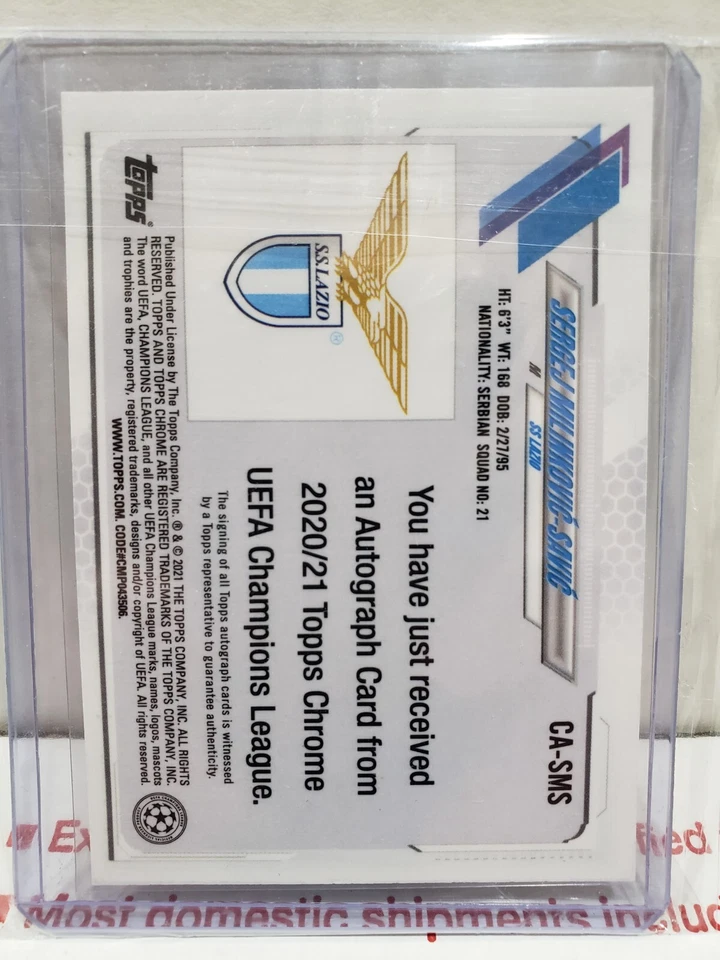 CA-SMS
SERGEJ MILINKOVIĆ-SAVIĆ
M
SS LAZIO
HT: 6'3" WT: 168 DOB: 2/27/95
NATIONALITY: SERBIAN SQUAD NO: 21
S.S.LAZIO
®
You have just received
an Autograph Card from
2020/21 Topps Chrome
UEFA Champions League.
The signing of all Topps autograph cards is witnessed
by a Topps representative to guarantee authenticity.
topps®
Published Under License by The Topps Company, Inc. ® & © 2021 THE TOPPS COMPANY, INC. ALL RIGHTS
RESERVED. TOPPS AND TOPPS CHROME ARE REGISTERED TRADEMARKS OF THE TOPPS COMPANY, INC.
The word UEFA, CHAMPIONS LEAGUE, and all other UEFA Champions League marks, names, logos, mascots
and trophies are the property, registered trademarks, designs and/or copyright of UEFA. All rights reserved.
WWW.TOPPS.COM. CODE#CMP043506.
Most domestic shipments includ